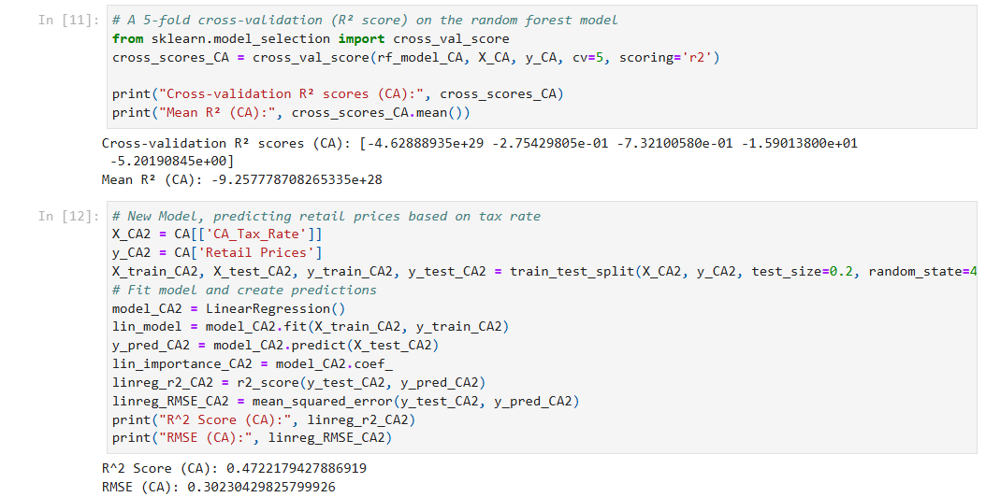 In [11]: # A 5-fold cross-validation (R² score) on the random forest model
from sklearn.model_selection import cross_val_score
cross_scores_CA = cross_val_score(rf_model_CA, X_CA, y_CA, cv=5, scoring='r2')
print("Cross-validation R² scores (CA):", cross_scores_CA)
print("Mean R² (CA):", cross_scores_CA.mean())
Cross-validation R² scores (CA): [-4.62888935e+29 -2.75429805e-01 -7.32100580e-01 -1.59013800e+01
-5.20190845e+00]
Mean R² (CA): -9.257778708265335e+28
In [12]: # New Model, predicting retail prices based on tax rate
X_CA2 = CA[['CA_Tax_Rate']]
y_CA2 = CA['Retail Prices']
X_train_CA2, X_test_CA2, y_train_CA2, y_test_CA2 = train_test_split(X_CA2, y_CA2, test_size=0.2, random_state=4
# Fit model and create predictions
model_CA2 = LinearRegression()
lin_model = model_CA2.fit(X_train_CA2, y_train_CA2)
y_pred_CA2 = model_CA2.predict(X_test_CA2)
lin_importance_CA2 = model_CA2.coef_
linreg_r2_CA2 = r2_score(y_test_CA2, y_pred_CA2)
linreg_RMSE_CA2 = mean_squared_error(y_test_CA2, y_pred_CA2)
print("R^2 Score (CA):", linreg_r2_CA2)
print("RMSE (CA):", linreg_RMSE_CA2)
R^2 Score (CA): 0.4722179427886919
RMSE (CA): 0.30230429825799926